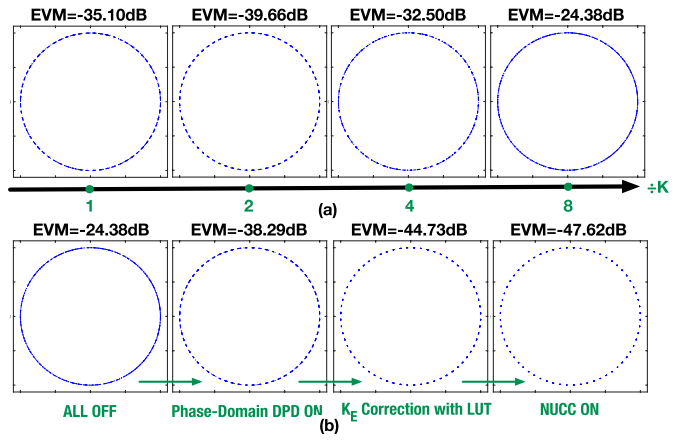 EVM=-35.10dB EVM=-39.66dB EVM=-32.50dB EVM=-24.38dB
÷K
1 2 4 8
(a)
EVM=-24.38dB EVM=-38.29dB EVM=-44.73dB EVM=-47.62dB
ALL OFF Phase-Domain DPD ON KE Correction with LUT NUCC ON
(b)